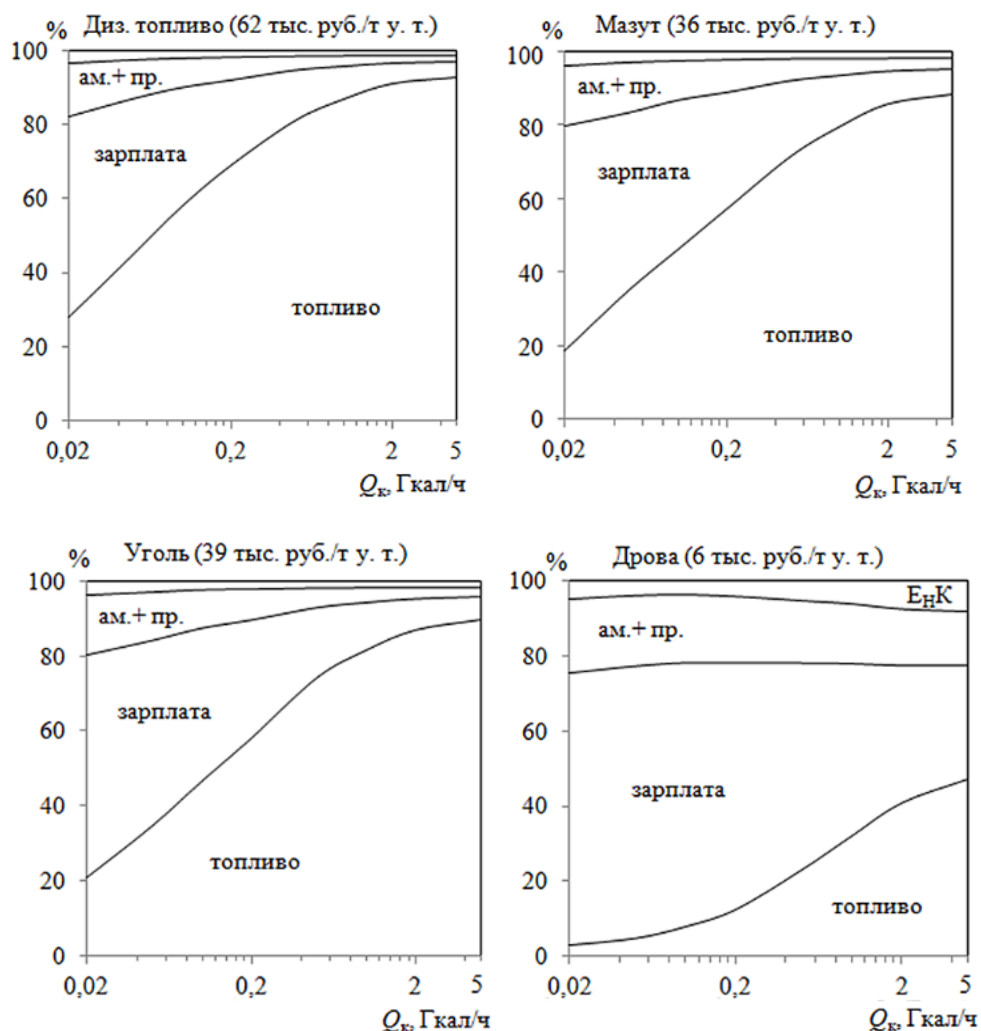 % Диз. топливо (62 тыс. руб./т у. т.)
100
ам.+ пр.
80
зарплата
60
40
топливо
20
0
0,02 0,2 2 5
Qк, Гкал/ч
% Мазут (36 тыс. руб./т у. т.)
100
ам.+ пр.
80
зарплата
60
40
топливо
20
0
0,02 0,2 2 5
Qк, Гкал/ч
% Уголь (39 тыс. руб./т у. т.)
100
ам.+ пр.
80
зарплата
60
40
топливо
20
0
0,02 0,2 2 5
Qк, Гкал/ч
% Дрова (6 тыс. руб./т у. т.)
100
ЕНК
ам.+ пр.
80
60
зарплата
40
20
топливо
0
0,02 0,2 2 5
Qк, Гкал/ч